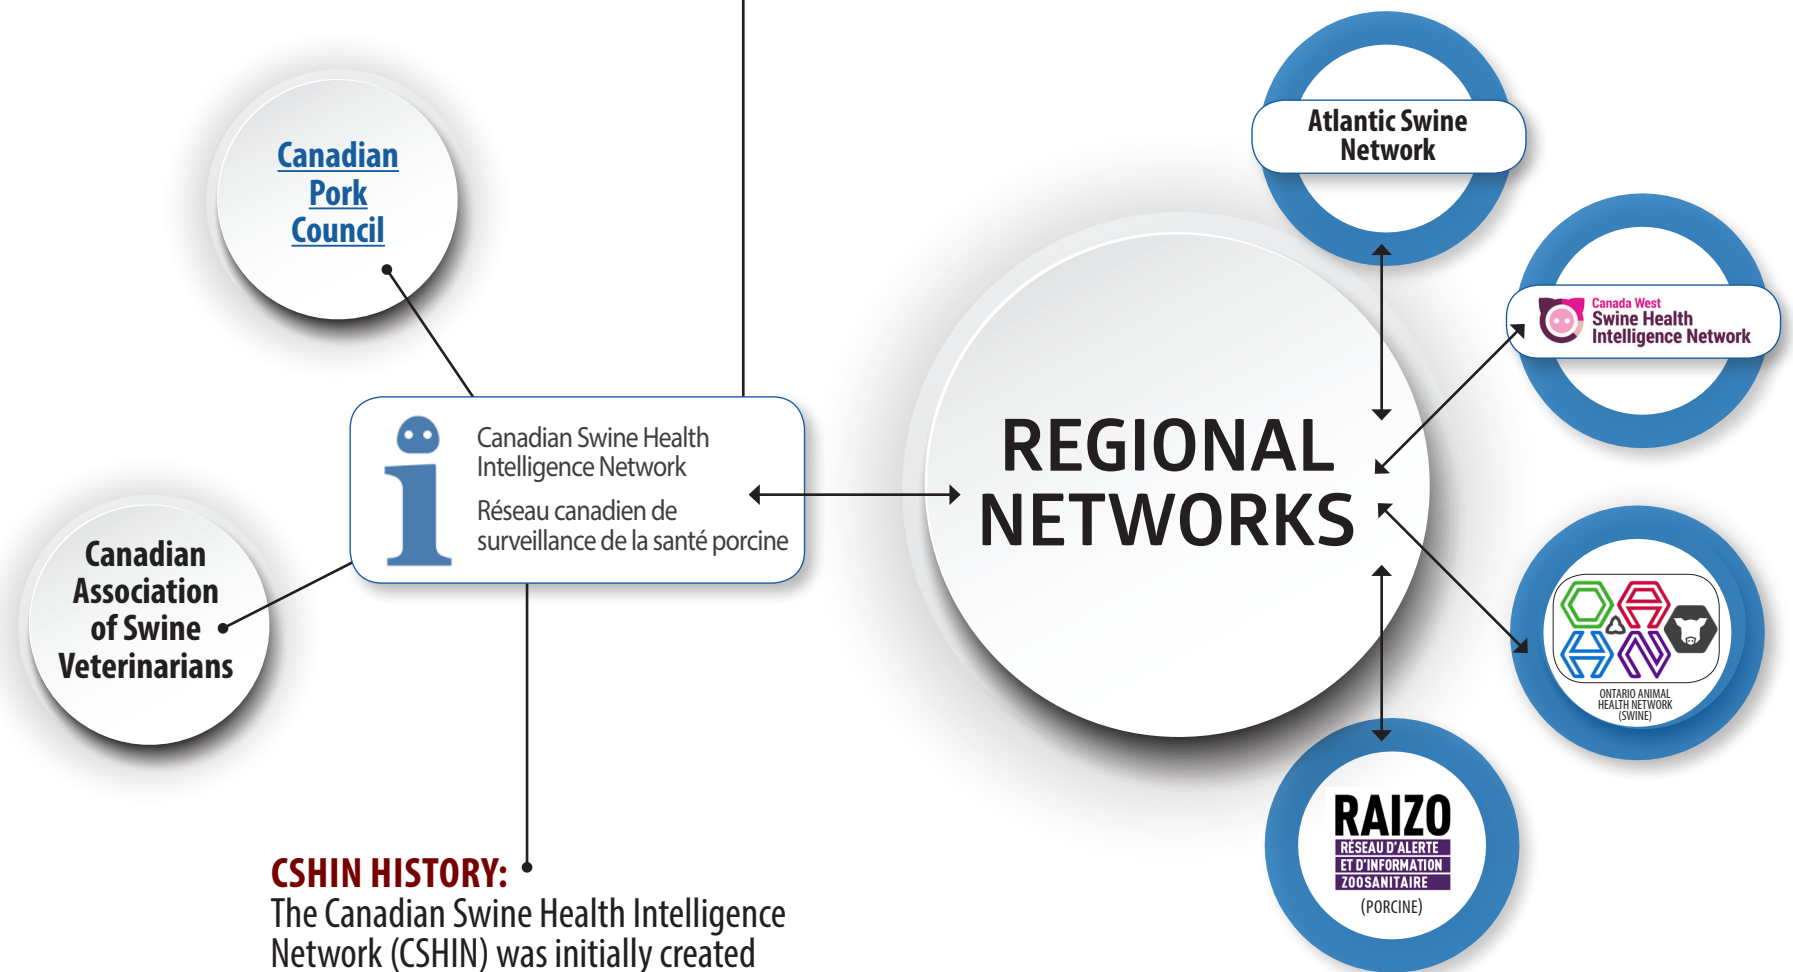 Canadian
Pork
Council
Canadian Swine Health
Intelligence Network
Réseau canadien de
surveillance de la santé porcine
Canadian
Association
of Swine
Veterinarians
CSHIN HISTORY:
The Canadian Swine Health Intelligence
Network (CSHIN) was initially created
REGIONAL
NETWORKS
Atlantic Swine
Network
Canada West
Swine Health
Intelligence Network
OAHN
ONTARIO ANIMAL
HEALTH NETWORK
(SWINE)
RAIZO
RÉSEAU D'ALERTE
ET D'INFORMATION
ZOOSANITAIRE
(PORCINE)